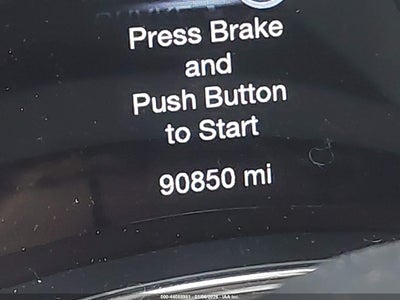 Press Brake
and
Push Button
to Start
90850 mi